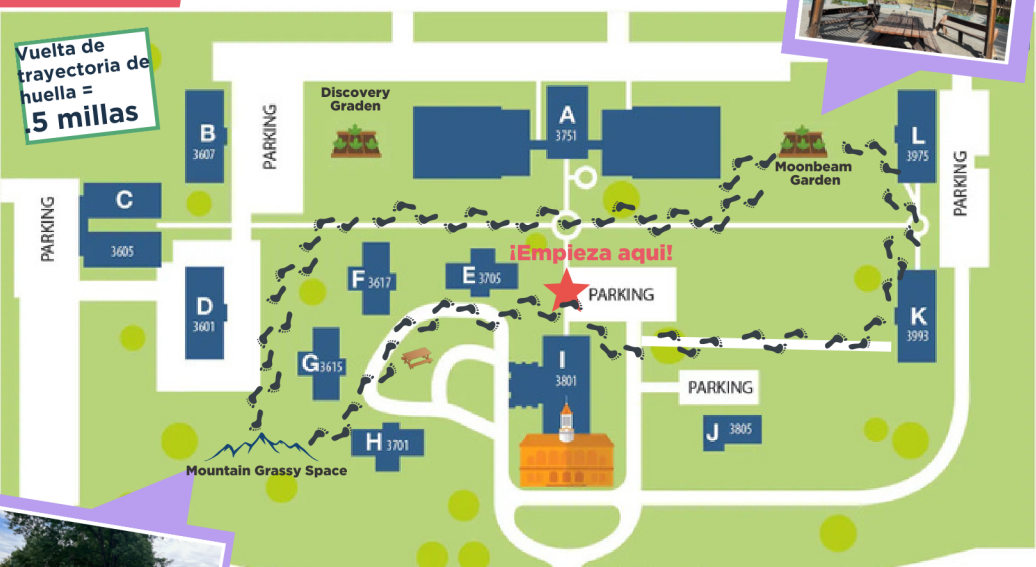 Vuelta de
trayectoria de
huella =
.5 millas
Discovery
Graden
A
3751
B
3607
PARKING
L
3975
Moonbeam
Garden
PARKING
C
3605
PARKING
¡Empieza aqui!
F 3617
E 3705
PARKING
D
3601
K
3993
G 3615
I
3801
PARKING
J 3805
H 3701
Mountain Grassy Space